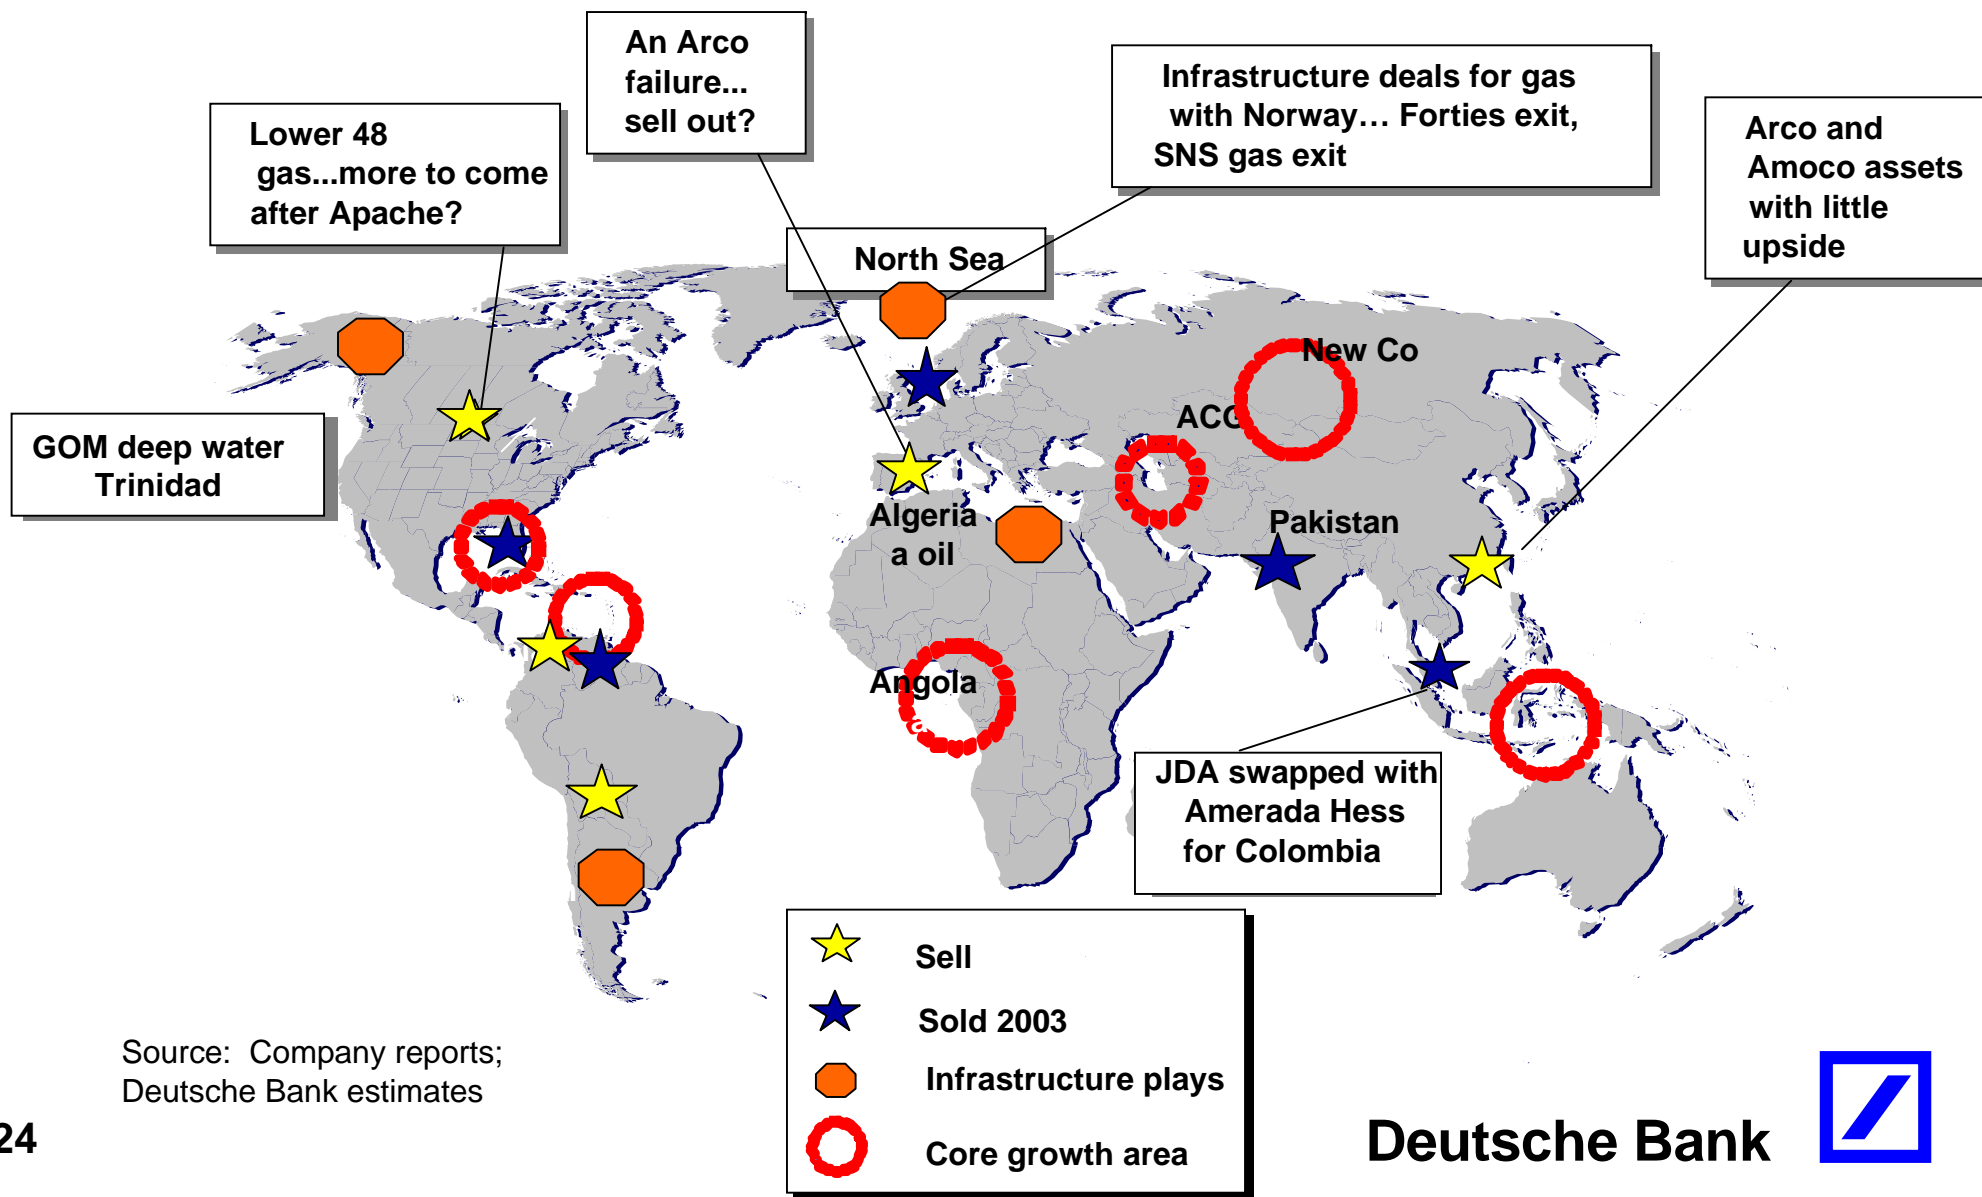 An Arco
failure...
sell out?
Infrastructure deals for gas
with Norway… Forties exit,
SNS gas exit
Lower 48
gas...more to come
after Apache?
Arco and
Amoco assets
with little
upside
North Sea
New Co
ACG
GOM deep water
Trinidad
Algeria
a oil
Pakistan
Angola
a
JDA swapped with
Amerada Hess
for Colombia
Sell
Sold 2003
Infrastructure plays
Core growth area
Source: Company reports;
Deutsche Bank estimates
24
Deutsche Bank